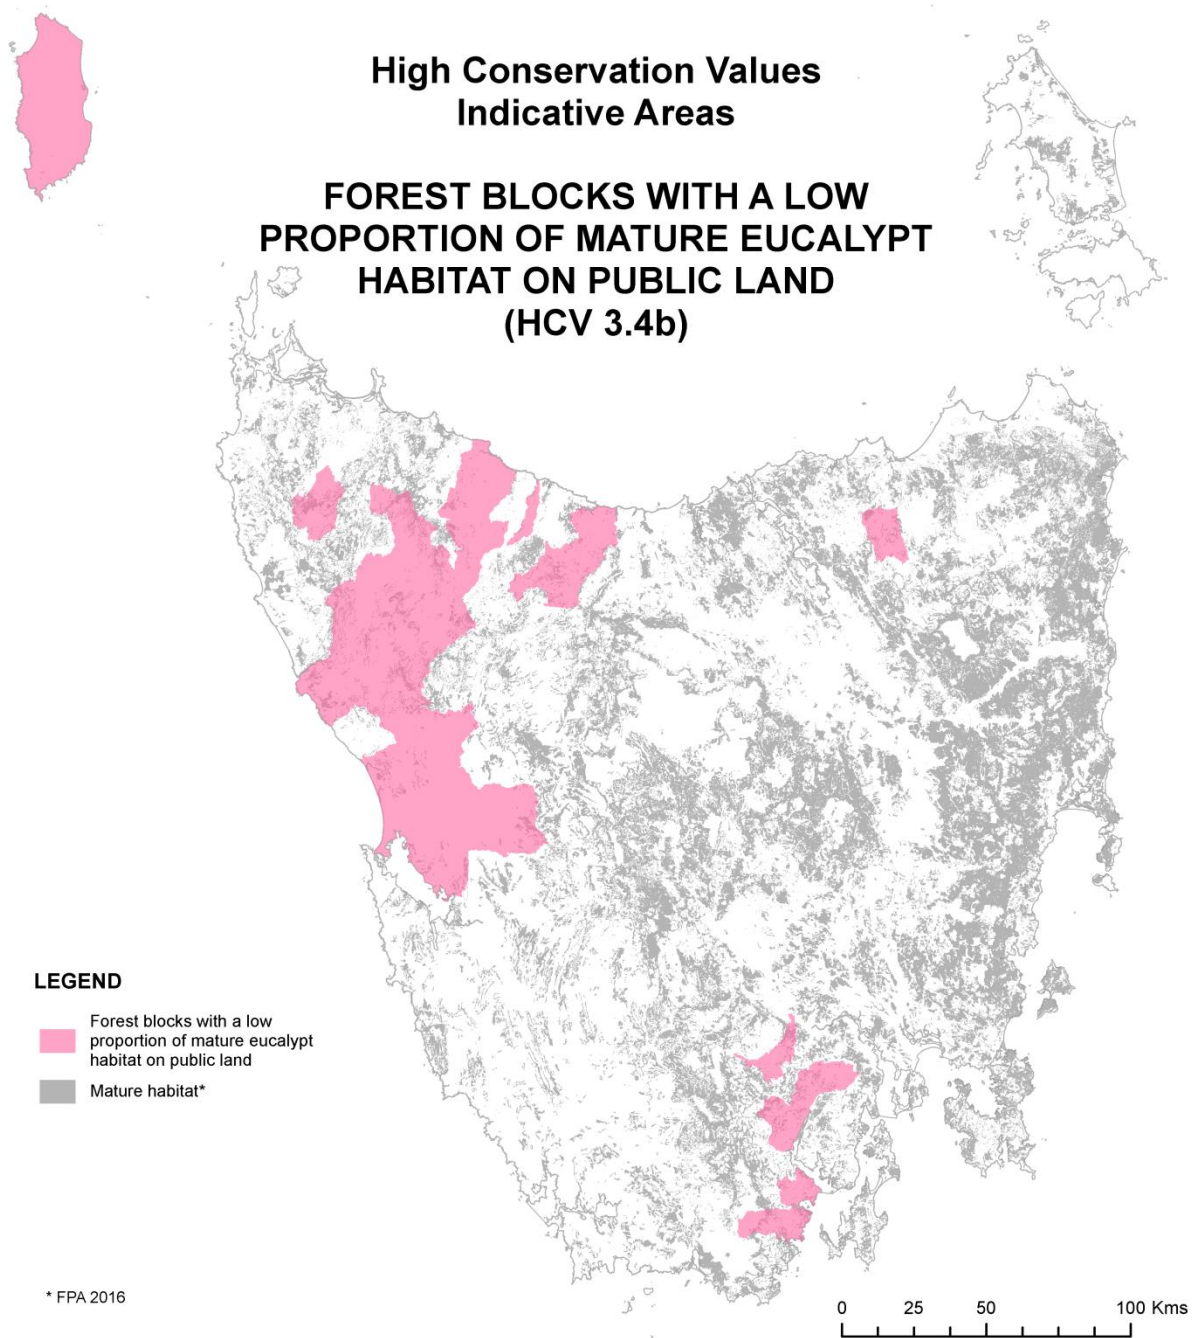 High Conservation Values
Indicative Areas
FOREST BLOCKS WITH A LOW
PROPORTION OF MATURE EUCALYPT
HABITAT ON PUBLIC LAND
(HCV 3.4b)
LEGEND
Forest blocks with a low
proportion of mature eucalypt
habitat on public land
Mature habitat*
* FPA 2016
0 25 50 100 Kms